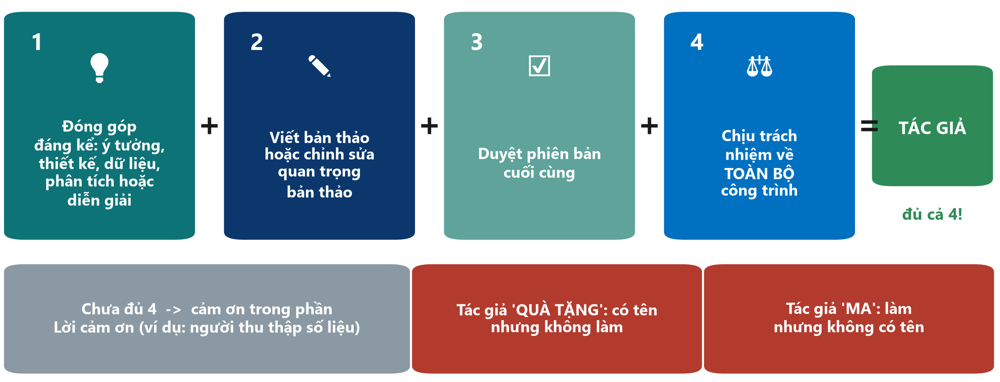 1
Đóng góp
đáng kể: ý tưởng,
thiết kế, dữ liệu,
phân tích hoặc
diễn giải
+
2
Viết bản thảo
hoặc chỉnh sửa
quan trọng
bản thảo
+
3
Duyệt phiên bản
cuối cùng
+
4
Chịu trách
nhiệm về
TOÀN BỘ
công trình
=
TÁC GIẢ
đủ cả 4!
Chưa đủ 4 -> cảm ơn trong phần
Lời cảm ơn (ví dụ: người thu thập số liệu)
Tác giả 'QUÀ TẶNG': có tên
nhưng không làm
Tác giả 'MA': làm
nhưng không có tên